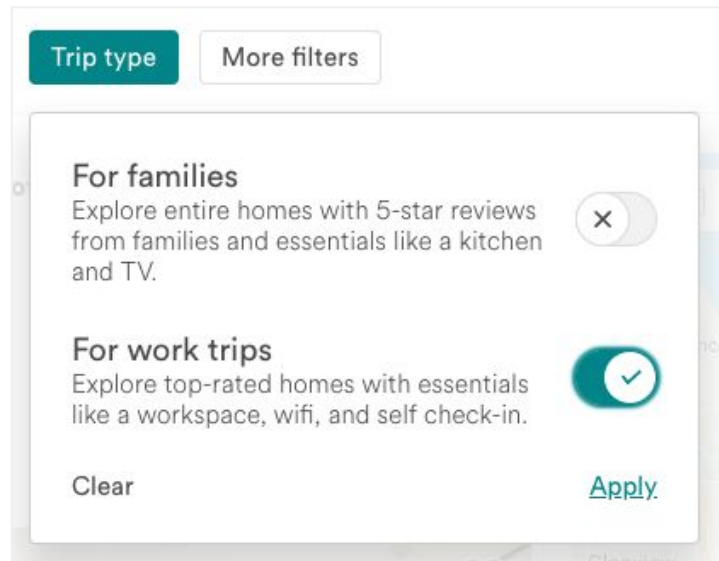 Trip type
More filters
For families
Explore entire homes with 5-star reviews
from families and essentials like a kitchen
and TV.
For work trips
Explore top-rated homes with essentials
like a workspace, wifi, and self check-in.
Clear
Apply